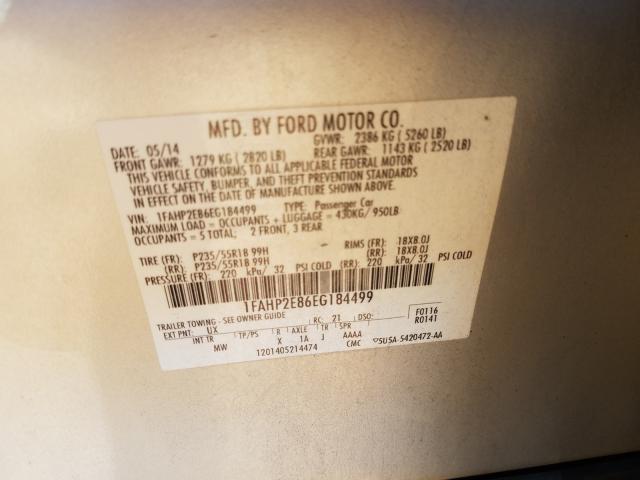 MFD. BY FORD MOTOR CO.
DATE: 05/14 GVWR: 2386 KG ( 5260 LB)
FRONT GAWR: 1279 KG ( 2820 LB) REAR GAWR: 1143 KG ( 2520 LB)
THIS VEHICLE CONFORMS TO ALL APPLICABLE FEDERAL MOTOR
VEHICLE SAFETY, BUMPER, AND THEFT PREVENTION STANDARDS
IN EFFECT ON THE DATE OF MANUFACTURE SHOWN ABOVE.
VIN: 1FAHP2E86EG184499 TYPE: Passenger Car
MAXIMUM LOAD = OCCUPANTS + LUGGAGE = 430KG/ 950LB
OCCUPANTS = 5 TOTAL; 2 FRONT, 3 REAR
TIRE (FR): P235/55R18 99H RIMS (FR): 18X8.0J
(RR): P235/55R18 99H (RR): 18X8.0J
PRESSURE (FR): 220 kPa/ 32 PSI COLD (RR): 220 kPa/ 32 PSI COLD
1FAHP2E86EG184499
TRAILER TOWING - SEE OWNER GUIDE F0116
EXT PNT: UX RC: 21 DSO: R0141
INT TR TP/PS R AXLE TR SPR
MW X 1A J AAAA
1201405214474 CMC 5U5A-5420472-AA